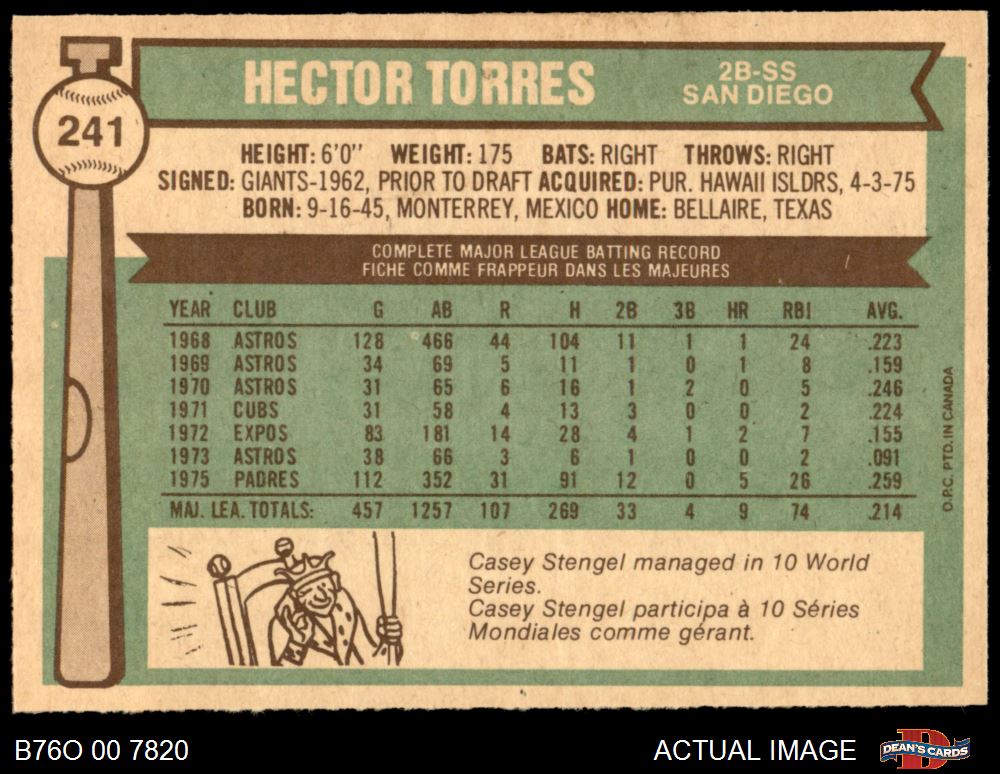 HECTOR TORRES
2B-SS
SAN DIEGO
241
HEIGHT: 6'0" WEIGHT: 175 BATS: RIGHT THROWS: RIGHT
SIGNED: GIANTS-1962, PRIOR TO DRAFT ACQUIRED: PUR. HAWAII ISLDRS, 4-3-75
BORN: 9-16-45, MONTERREY, MEXICO HOME: BELLAIRE, TEXAS
COMPLETE MAJOR LEAGUE BATTING RECORD
FICHE COMME FRAPPEUR DANS LES MAJEURES
YEAR CLUB G AB R H 2B 3B HR RBI AVG.
1968 ASTROS 128 466 44 104 11 1 1 24 .223
1969 ASTROS 34 69 5 11 1 0 1 8 .159
1970 ASTROS 31 65 6 16 1 2 0 5 .246
1971 CUBS 31 58 4 13 3 0 0 2 .224
1972 EXPOS 83 181 14 28 4 1 2 7 .155
1973 ASTROS 38 66 3 6 1 0 0 2 .091
1975 PADRES 112 352 31 91 12 0 5 26 .259
MAJ. LEA. TOTALS: 457 1257 107 269 33 4 9 74 .214
O.P.C. PTD. IN CANADA
Casey Stengel managed in 10 World
Series.
Casey Stengel participa à 10 Séries
Mondiales comme gérant.
B76O 00 7820
ACTUAL IMAGE
DEAN'S CARDS